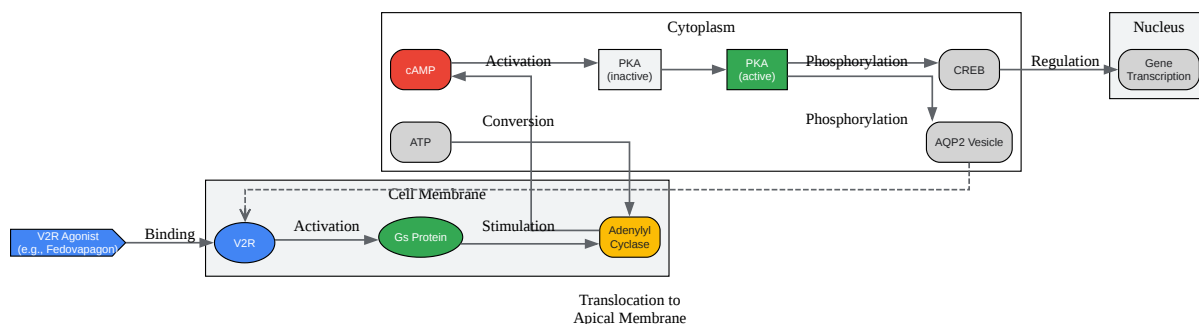 Cytoplasm
Nucleus
cAMP
Activation
PKA
(inactive)
PKA
(active)
Phosphorylation
CREB
Regulation
Gene
Transcription
ATP
Conversion
Phosphorylation
AQP2 Vesicle
Cell Membrane
V2R Agonist
(e.g., Fedovapagon)
Binding
V2R
Activation
Gs Protein
Stimulation
Adenylyl
Cyclase
Translocation to
Apical Membrane